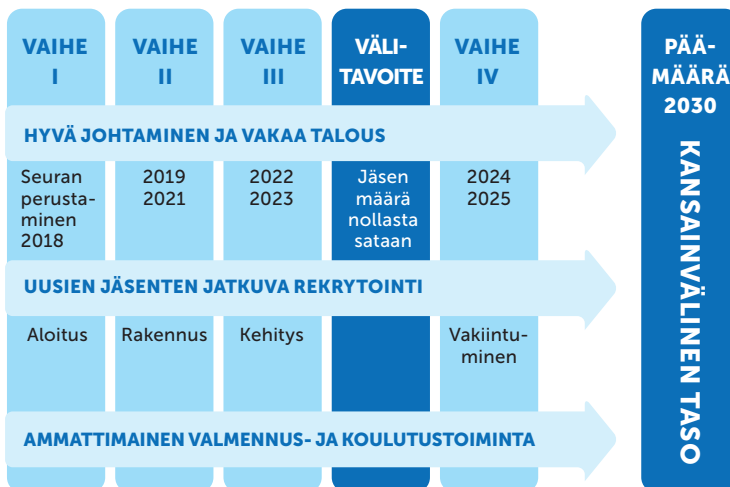 VAIHE
I
VAIHE
II
VAIHE
III
VÄLI-
TAVOITE
VAIHE
IV
PÄÄ-
MÄÄRÄ
2030
KANSAINVÄLINEN TASO
HYVÄ JOHTAMINEN JA VAKAA TALOUS
Seuran
perusta-
minen
2018
2019
2021
2022
2023
Jäsen
määrä
nollasta
sataan
2024
2025
UUSIEN JÄSENTEN JATKUVA REKRYTOINTI
Aloitus
Rakennus
Kehitys
Vakiintu-
minen
AMMATTIMAINEN VALMENNUS- JA KOULUTUSTOIMINTA